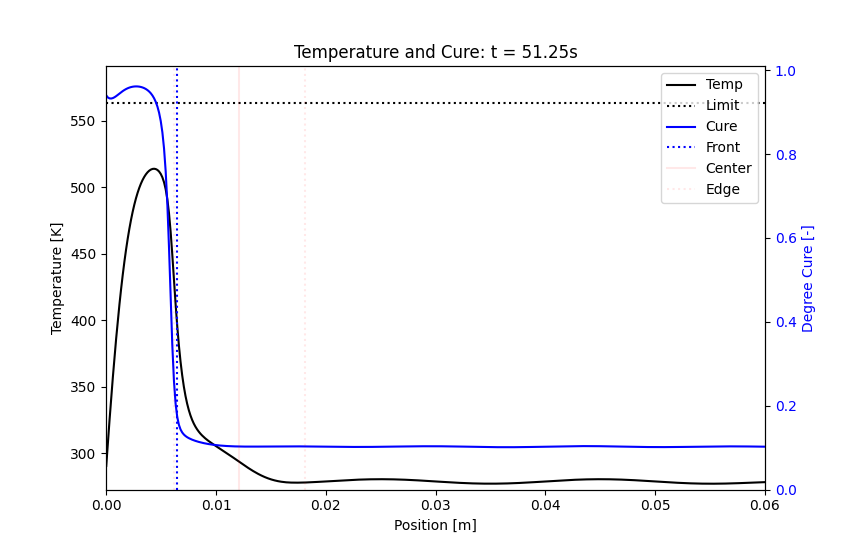 Temperature and Cure: t = 51.25s
Temp
Limit
Cure
Front
Center
Edge
Temperature [K]
550
500
450
400
350
300
1.0
0.8
0.6
0.4
0.2
0.0
Degree Cure [-]
0.00 0.01 0.02 0.03 0.04 0.05 0.06
Position [m]